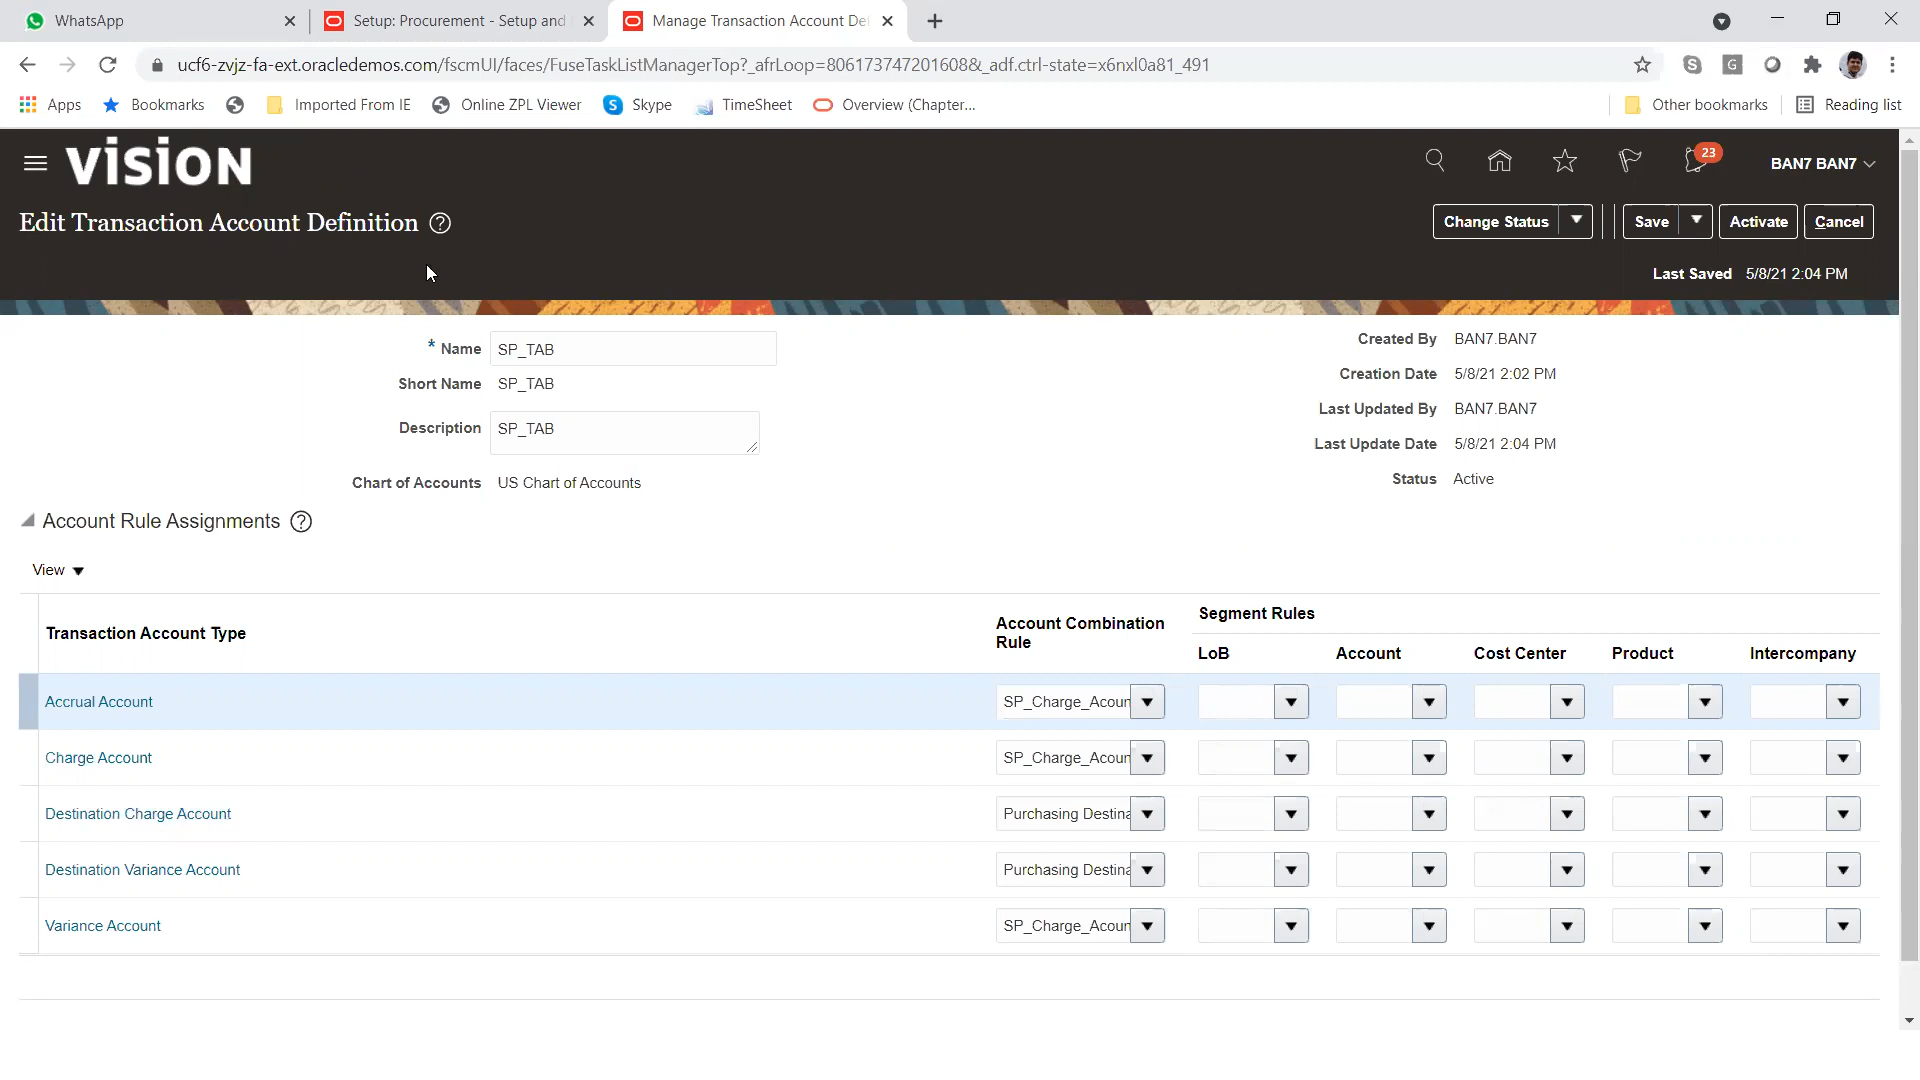 WhatsApp
Setup: Procurement - Setup and
Manage Transaction Account De
ucf6-zvjz-fa-ext.oracledemos.com/fscmUI/faces/FuseTaskListManagerTop?_afrLoop=806173747201608&_adf.ctrl-state=x6nxl0a81_491
Apps Bookmarks Imported From IE Online ZPL Viewer Skype TimeSheet Overview (Chapter... Other bookmarks Reading list
VISION
23
BAN7 BAN7
Edit Transaction Account Definition
Change Status Save Activate Cancel
Last Saved 5/8/21 2:04 PM
* Name SP_TAB
Short Name SP_TAB
Description SP_TAB
Chart of Accounts US Chart of Accounts
Created By BAN7.BAN7
Creation Date 5/8/21 2:02 PM
Last Updated By BAN7.BAN7
Last Update Date 5/8/21 2:04 PM
Status Active
Account Rule Assignments
View
Transaction Account Type
Account Combination
Rule
Segment Rules
LoB Account Cost Center Product Intercompany
Accrual Account SP_Charge_Acoun
Charge Account SP_Charge_Acoun
Destination Charge Account Purchasing Destina
Destination Variance Account Purchasing Destina
Variance Account SP_Charge_Acoun